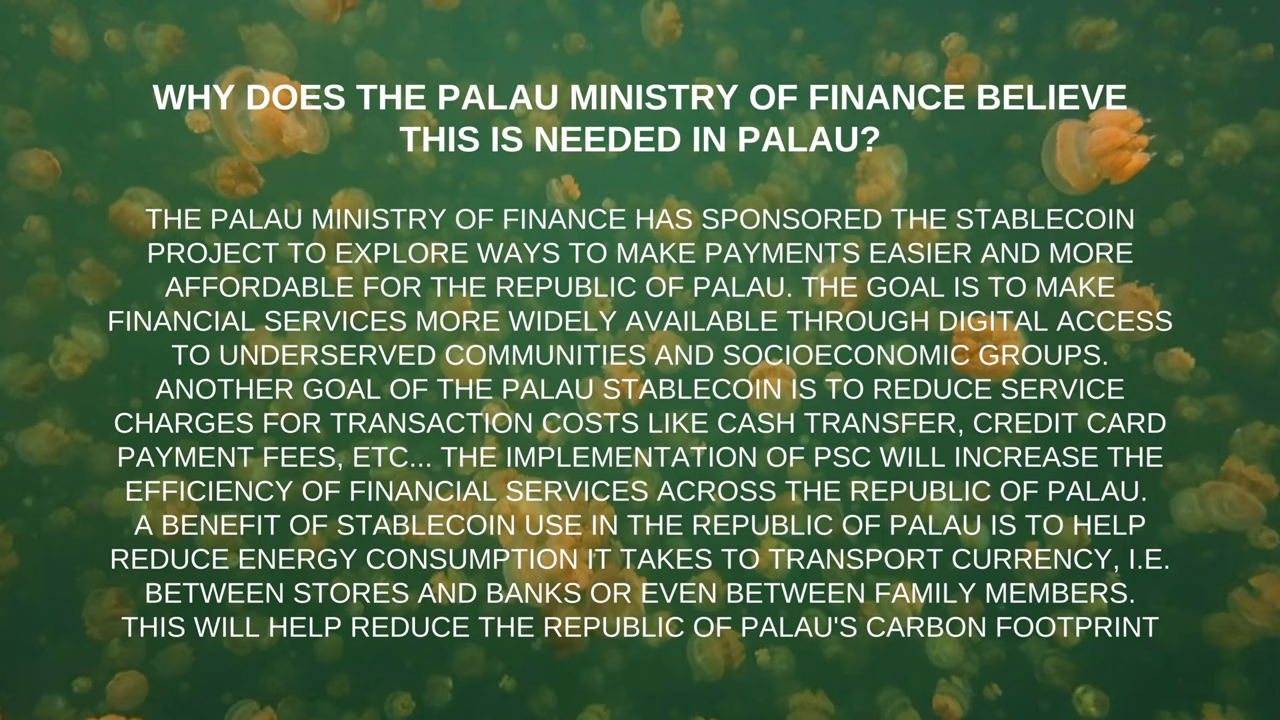 WHY DOES THE PALAU MINISTRY OF FINANCE BELIEVE
THIS IS NEEDED IN PALAU?
THE PALAU MINISTRY OF FINANCE HAS SPONSORED THE STABLECOIN
PROJECT TO EXPLORE WAYS TO MAKE PAYMENTS EASIER AND MORE
AFFORDABLE FOR THE REPUBLIC OF PALAU. THE GOAL IS TO MAKE
FINANCIAL SERVICES MORE WIDELY AVAILABLE THROUGH DIGITAL ACCESS
TO UNDERSERVED COMMUNITIES AND SOCIOECONOMIC GROUPS.
ANOTHER GOAL OF THE PALAU STABLECOIN IS TO REDUCE SERVICE
CHARGES FOR TRANSACTION COSTS LIKE CASH TRANSFER, CREDIT CARD
PAYMENT FEES, ETC... THE IMPLEMENTATION OF PSC WILL INCREASE THE
EFFICIENCY OF FINANCIAL SERVICES ACROSS THE REPUBLIC OF PALAU.
A BENEFIT OF STABLECOIN USE IN THE REPUBLIC OF PALAU IS TO HELP
REDUCE ENERGY CONSUMPTION IT TAKES TO TRANSPORT CURRENCY, I.E.
BETWEEN STORES AND BANKS OR EVEN BETWEEN FAMILY MEMBERS.
THIS WILL HELP REDUCE THE REPUBLIC OF PALAU'S CARBON FOOTPRINT